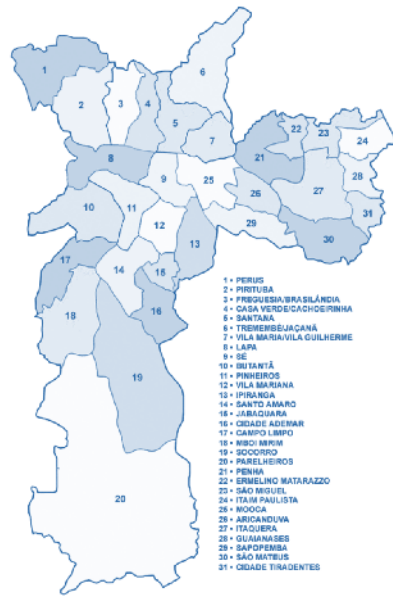 1
2
3
4
5
6
7
8
9
10
11
12
13
14
15
16
17
18
19
20
21
22
23
24
25
26
27
28
29
30
31
1 • PERUS
2 • PIRITUBA
3 • FREGUESIA/BRASILÂNDIA
4 • CASA VERDE/CACHOEIRINHA
5 • SANTANA
6 • TREMEMBÉ/JAÇANÃ
7 • VILA MARIA/VILA GUILHERME
8 • LAPA
9 • SÉ
10 • BUTANTÃ
11 • PINHEIROS
12 • VILA MARIANA
13 • IPIRANGA
14 • SANTO AMARO
15 • JABAQUARA
16 • CIDADE ADEMAR
17 • CAMPO LIMPO
18 • MBOI MIRIM
19 • SOCORRO
20 • PARELHEIROS
21 • PENHA
22 • ERMELINO MATARAZZO
23 • SÃO MIGUEL
24 • ITAIM PAULISTA
25 • MOOCA
26 • ARICANDUVA
27 • ITAQUERA
28 • GUAIANASES
29 • SAPOPEMBA
30 • SÃO MATEUS
31 • CIDADE TIRADENTES